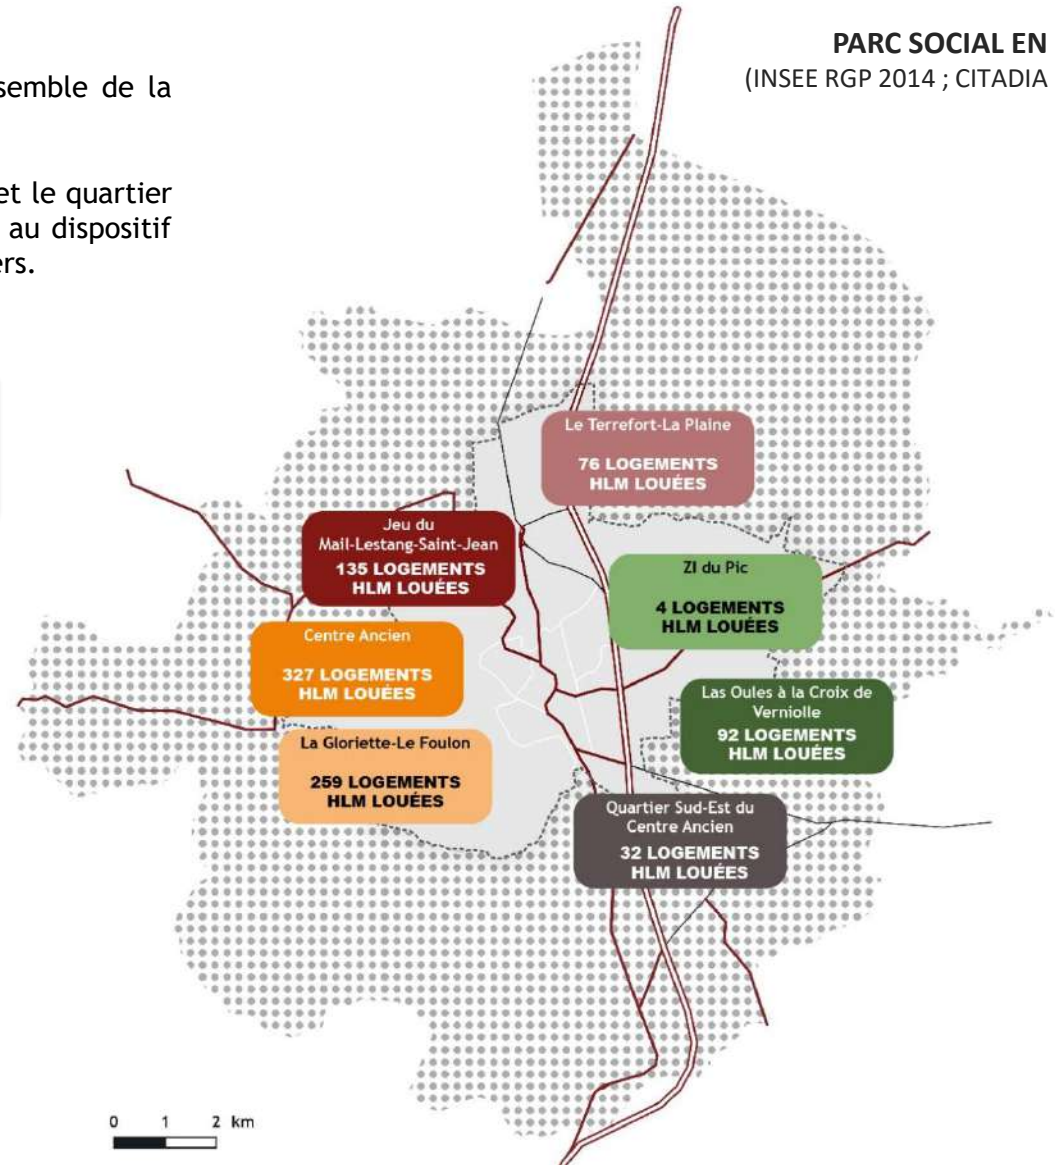 PARC SOCIAL EN
(INSEE RGP 2014 ; CITADIA
semble de la
et le quartier
au dispositif
ers.
Le Terrefort-La Plaine
76 LOGEMENTS
HLM LOUÉES
Jeu du
Mail-Lestang-Saint-Jean
135 LOGEMENTS
HLM LOUÉES
ZI du Pic
4 LOGEMENTS
HLM LOUÉES
Centre Ancien
327 LOGEMENTS
HLM LOUÉES
Las Oules à la Croix de
Verniolle
92 LOGEMENTS
HLM LOUÉES
La Gloriette-Le Foulon
259 LOGEMENTS
HLM LOUÉES
Quartier Sud-Est du
Centre Ancien
32 LOGEMENTS
HLM LOUÉES
0 1 2 km